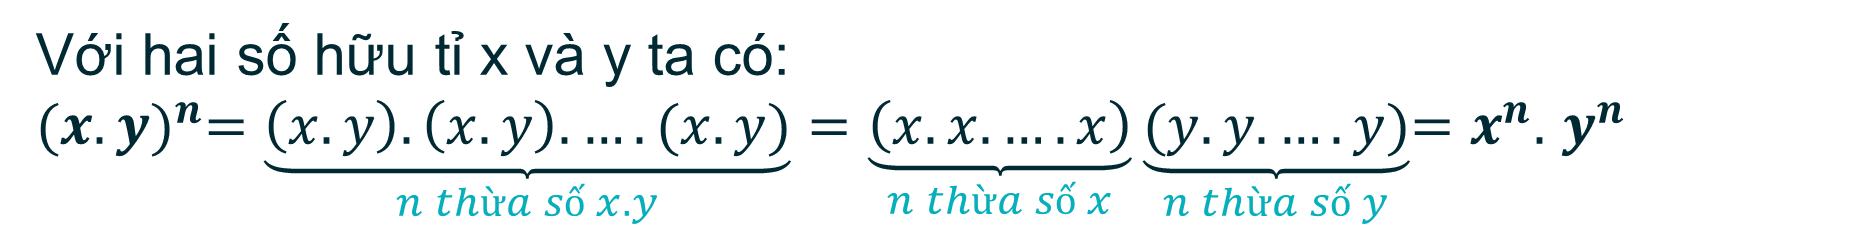 Với hai số hữu tỉ x và y ta có:
(x.y)ⁿ= (x.y).(x.y). ... . (x.y) = (x.x. ... .x) (y.y. ... .y)= xⁿ. yⁿ
n thừa số x.y n thừa số x n thừa số y